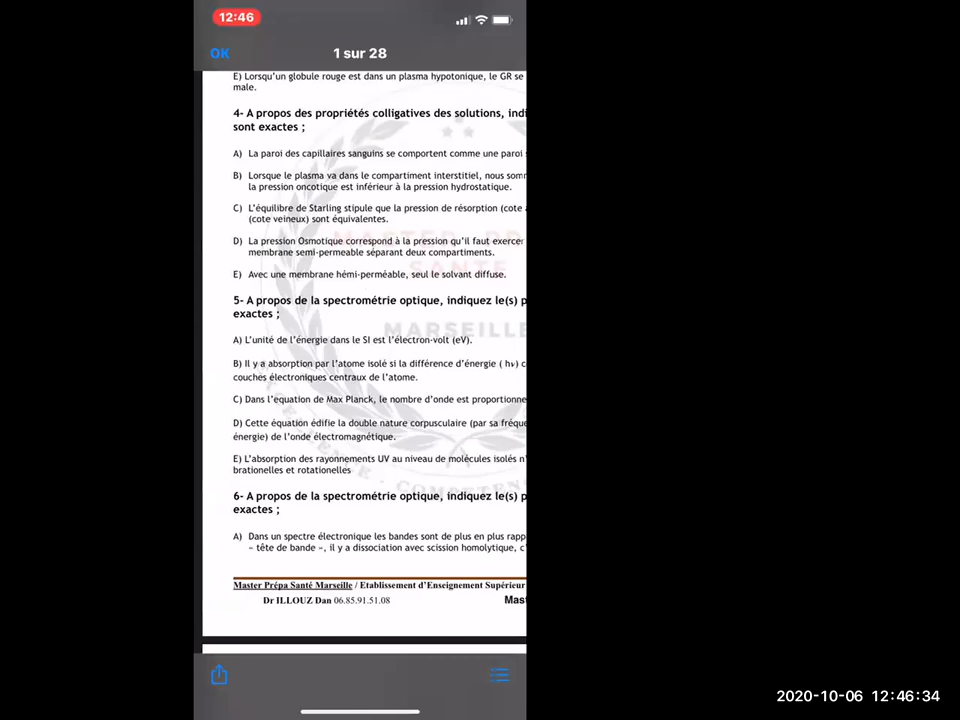 12:46
OK
1 sur 28
E) Lorsqu'un globule rouge est dans un plasma hypotonique, le GR se
male.
4- A propos des propriétés colligatives des solutions, indi
sont exactes ;
A) La paroi des capillaires sanguins se comportent comme une paroi
B) Lorsque le plasma va dans le compartiment interstitiel, nous som
la pression oncotique est inférieur à la pression hydrostatique.
C) L'équilibre de Starling stipule que la pression de résorption (cote
(cote veineux) sont équivalentes.
D) La pression Osmotique correspond à la pression qu'il faut exercer
membrane semi-permeable séparant deux compartiments.
E) Avec une membrane hémi-perméable, seul le solvant diffuse.
SANTE
5- A propos de la spectrométrie optique, indiquez le(s) p
exactes ;
MARSEILLE
A) L'unité de l'énergie dans le SI est l'électron-volt (eV).
B) Il y a absorption par l'atome isolé si la différence d'énergie ( hν) c
couches électroniques centraux de l'atome.
C) Dans l'equation de Max Planck, le nombre d'onde est proportionne
D) Cette équation édifie la double nature corpusculaire (par sa fréque
énergie) de l'onde électromagnétique.
E) L'absorption des rayonnements UV au niveau de molécules isolés n'
brationelles et rotationelles
6- A propos de la spectrométrie optique, indiquez le(s) p
exactes ;
A) Dans un spectre électronique les bandes sont de plus en plus rapp
« tête de bande », il y a dissociation avec scission homolytique, c'
Master Prépa Santé Marseille / Etablissement d'Enseignement Supérieur
Dr ILLOUZ Dan 06.85.91.51.08
Mast
2020-10-06 12:46:34